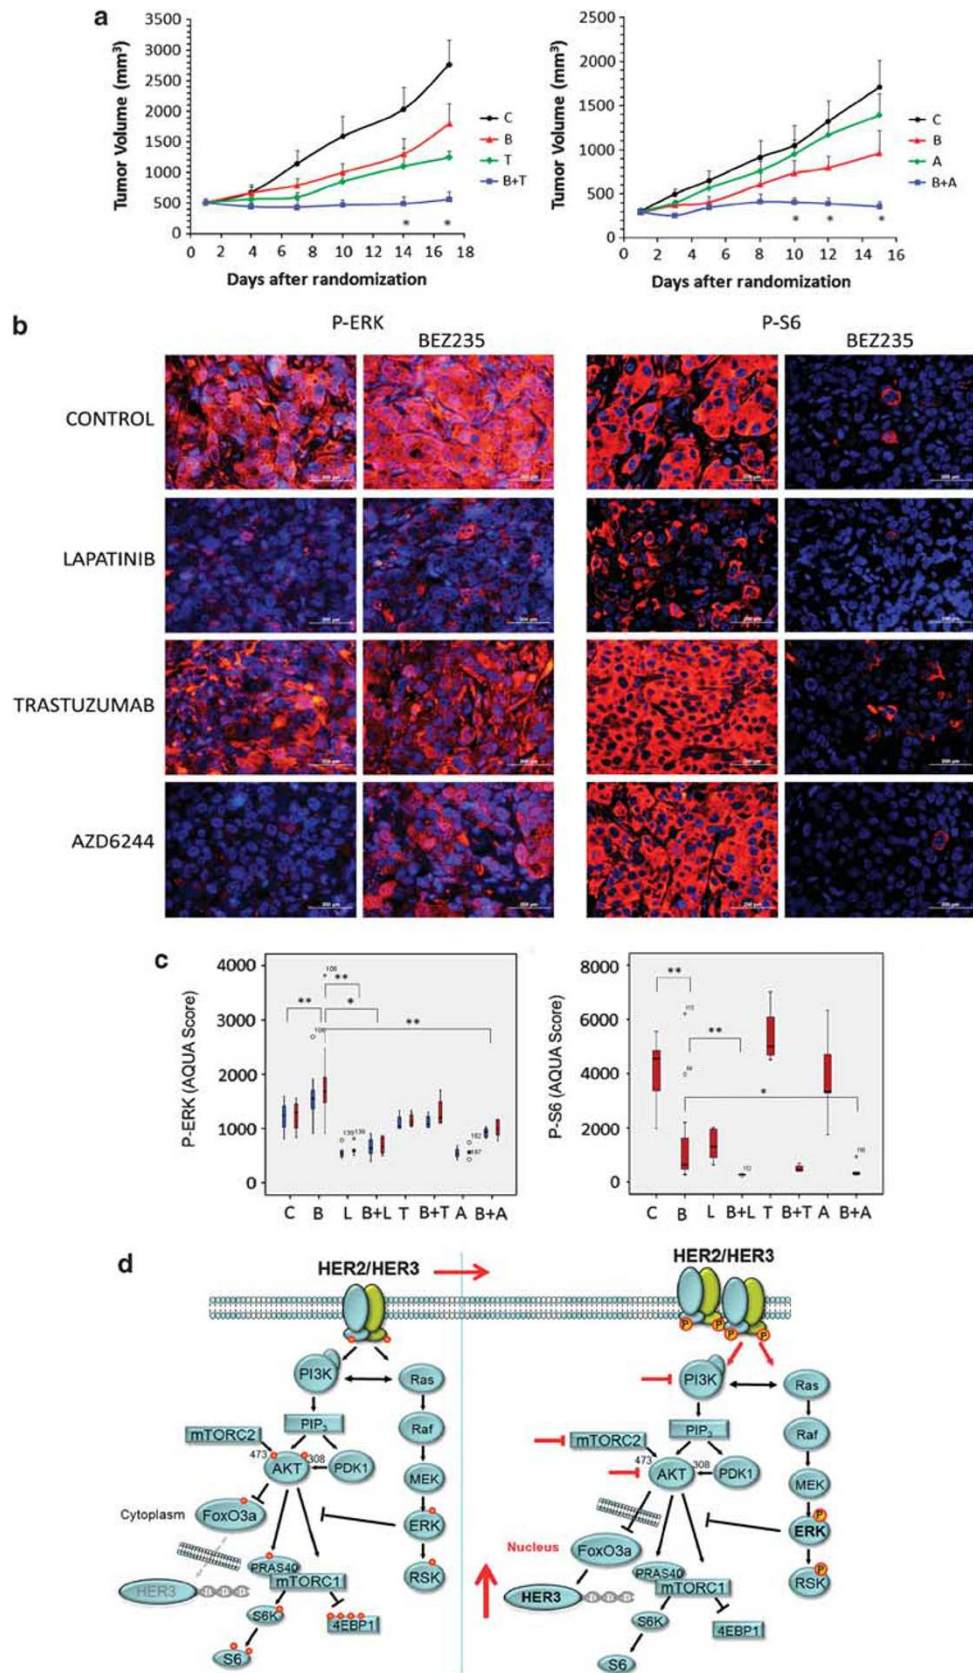 a
3500
3000
2500
2000
1500
1000
500
0
Tumor Volume (mm³)
0 2 4 6 8 10 12 14 16 18
Days after randomization
C
B
T
B+T
* *
2500
2000
1500
1000
500
0
Tumor Volume (mm³)
0 2 4 6 8 10 12 14 16
Days after randomization
C
B
A
B+A
* * *
b
P-ERK
BEZ235
P-S6
BEZ235
CONTROL
LAPATINIB
TRASTUZUMAB
AZD6244
c
4000
3000
2000
1000
0
P-ERK (AQUA Score)
** ** * **
C B L B+L T B+T A B+A
8000
6000
4000
2000
0
P-S6 (AQUA Score)
** ** *
C B L B+L T B+T A B+A
d
HER2/HER3
PI3K
Ras
PIP₃
Raf
mTORC2
473
308
AKT
PDK1
MEK
Cytoplasm
FoxO3a
ERK
PRAS40
mTORC1
RSK
HER3
S6K
4EBP1
S6
HER2/HER3
P P P P
PI3K
Ras
PIP₃
Raf
mTORC2
473
308
AKT
PDK1
MEK
P
ERK
Nucleus
FoxO3a
PRAS40
mTORC1
P
RSK
HER3
S6K
4EBP1
S6